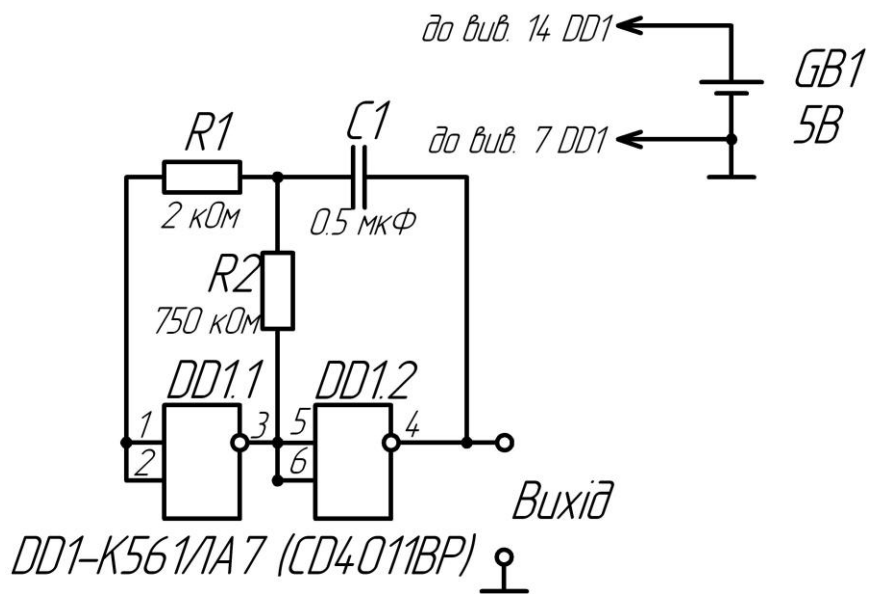 до вив. 14 DD1
GB1
5В
до вив. 7 DD1
R1
C1
2 кОм
0.5 мкФ
R2
750 кОм
DD1.1
DD1.2
1
3
5
4
2
6
Вихід
DD1-К561ЛА7 (CD4011BP)